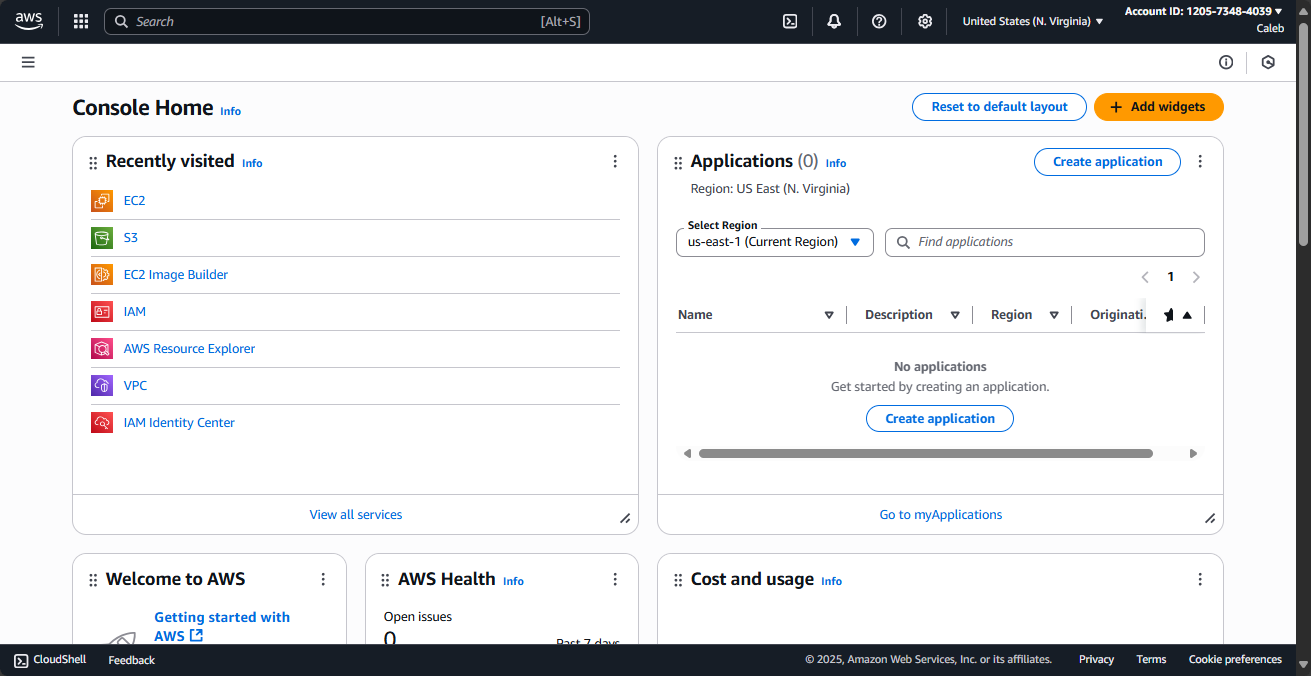 aws
Search [Alt+S]
United States (N. Virginia)
Account ID: 1205-7348-4039
Caleb
Console Home Info
Reset to default layout
Add widgets
Recently visited Info
EC2
S3
EC2 Image Builder
IAM
AWS Resource Explorer
VPC
IAM Identity Center
View all services
Applications (0) Info
Create application
Region: US East (N. Virginia)
Select Region
us-east-1 (Current Region)
Find applications
1
Name Description Region Originati.
No applications
Get started by creating an application.
Create application
Go to myApplications
Welcome to AWS
Getting started with
AWS
AWS Health Info
Open issues
0
Past 7 days
Cost and usage Info
CloudShell Feedback © 2025, Amazon Web Services, Inc. or its affiliates. Privacy Terms Cookie preferences